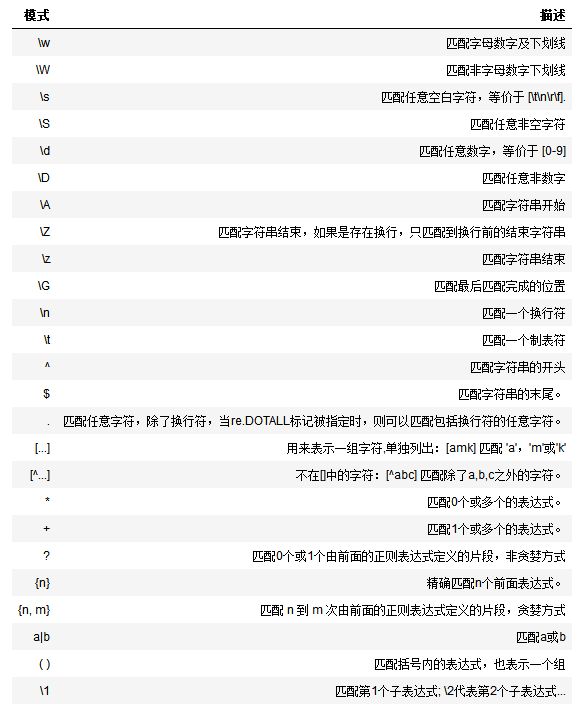 模式 描述
\w 匹配字母数字及下划线
\W 匹配非字母数字下划线
\s 匹配任意空白字符，等价于 [\t\n\r\f].
\S 匹配任意非空字符
\d 匹配任意数字，等价于 [0-9]
\D 匹配任意非数字
\A 匹配字符串开始
\Z 匹配字符串结束，如果是存在换行，只匹配到换行前的结束字符串
\z 匹配字符串结束
\G 匹配最后匹配完成的位置
\n 匹配一个换行符
\t 匹配一个制表符
^ 匹配字符串的开头
$ 匹配字符串的末尾。
. 匹配任意字符，除了换行符，当re.DOTALL标记被指定时，则可以匹配包括换行符的任意字符。
[...] 用来表示一组字符,单独列出：[amk] 匹配 'a'，'m'或'k'
[^...] 不在[]中的字符：[^abc] 匹配除了a,b,c之外的字符。
* 匹配0个或多个的表达式。
+ 匹配1个或多个的表达式。
? 匹配0个或1个由前面的正则表达式定义的片段，非贪婪方式
{n} 精确匹配n个前面表达式。
{n, m} 匹配 n 到 m 次由前面的正则表达式定义的片段，贪婪方式
a|b 匹配a或b
( ) 匹配括号内的表达式，也表示一个组
\1 匹配第1个子表达式; \2代表第2个子表达式...